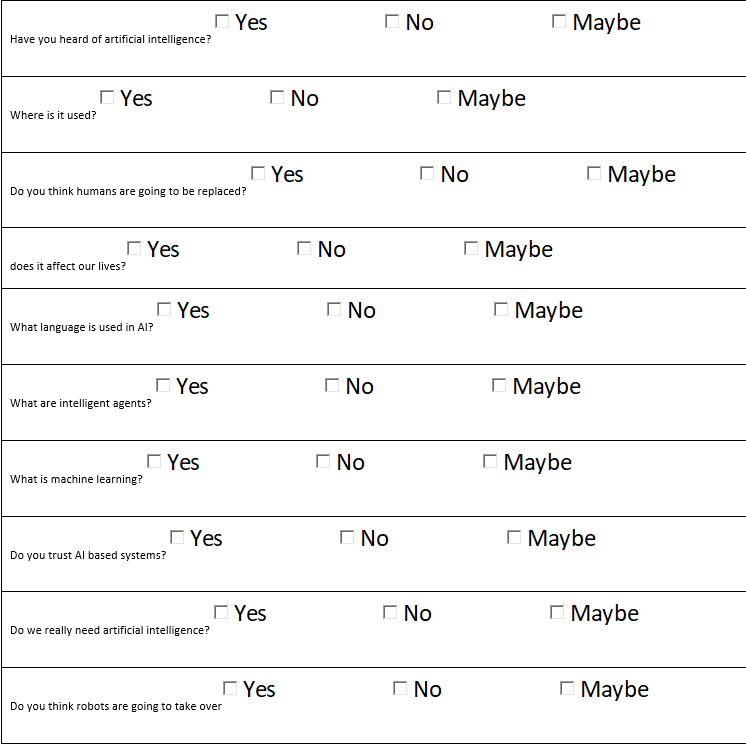 Have you heard of artificial intelligence? Yes No Maybe
Where is it used? Yes No Maybe
Do you think humans are going to be replaced? Yes No Maybe
does it affect our lives? Yes No Maybe
What language is used in AI? Yes No Maybe
What are intelligent agents? Yes No Maybe
What is machine learning? Yes No Maybe
Do you trust AI based systems? Yes No Maybe
Do we really need artificial intelligence? Yes No Maybe
Do you think robots are going to take over Yes No Maybe